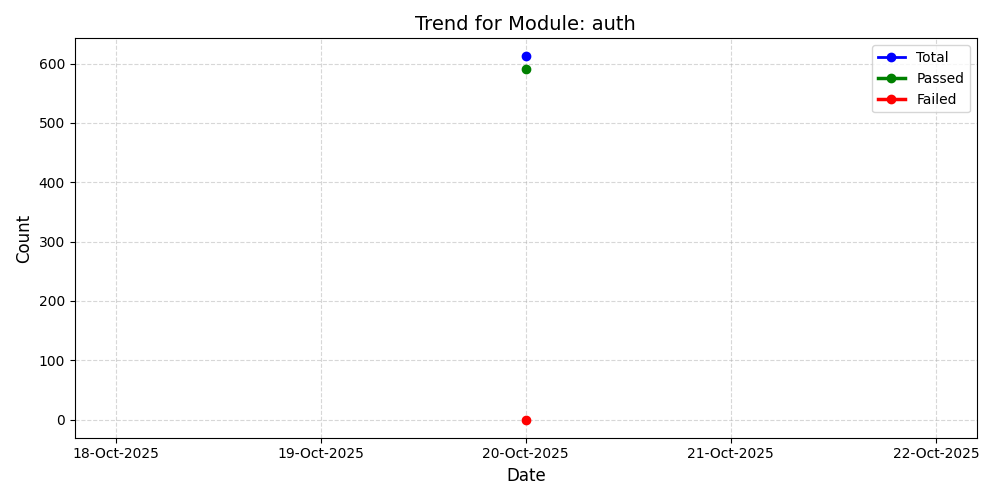 Trend for Module: auth
Total
Passed
Failed
600
500
400
300
200
100
0
Count
18-Oct-2025
19-Oct-2025
20-Oct-2025
21-Oct-2025
22-Oct-2025
Date